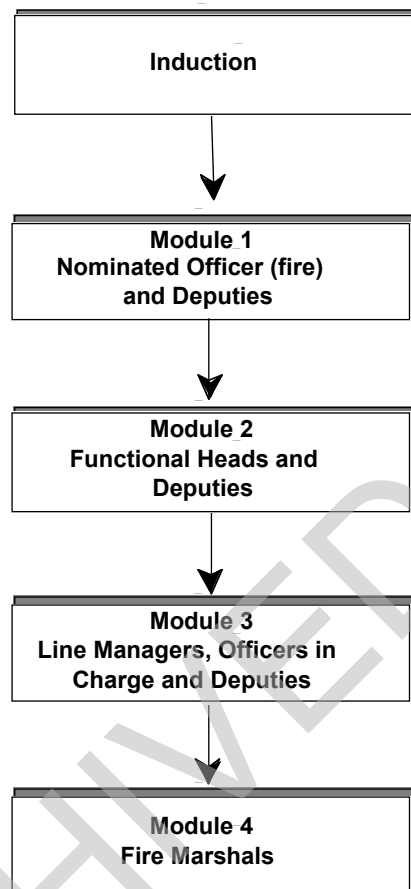 Induction
Module 1
Nominated Officer (fire)
and Deputies
Module 2
Functional Heads and
Deputies
Module 3
Line Managers, Officers in
Charge and Deputies
Module 4
Fire Marshals
HIVED